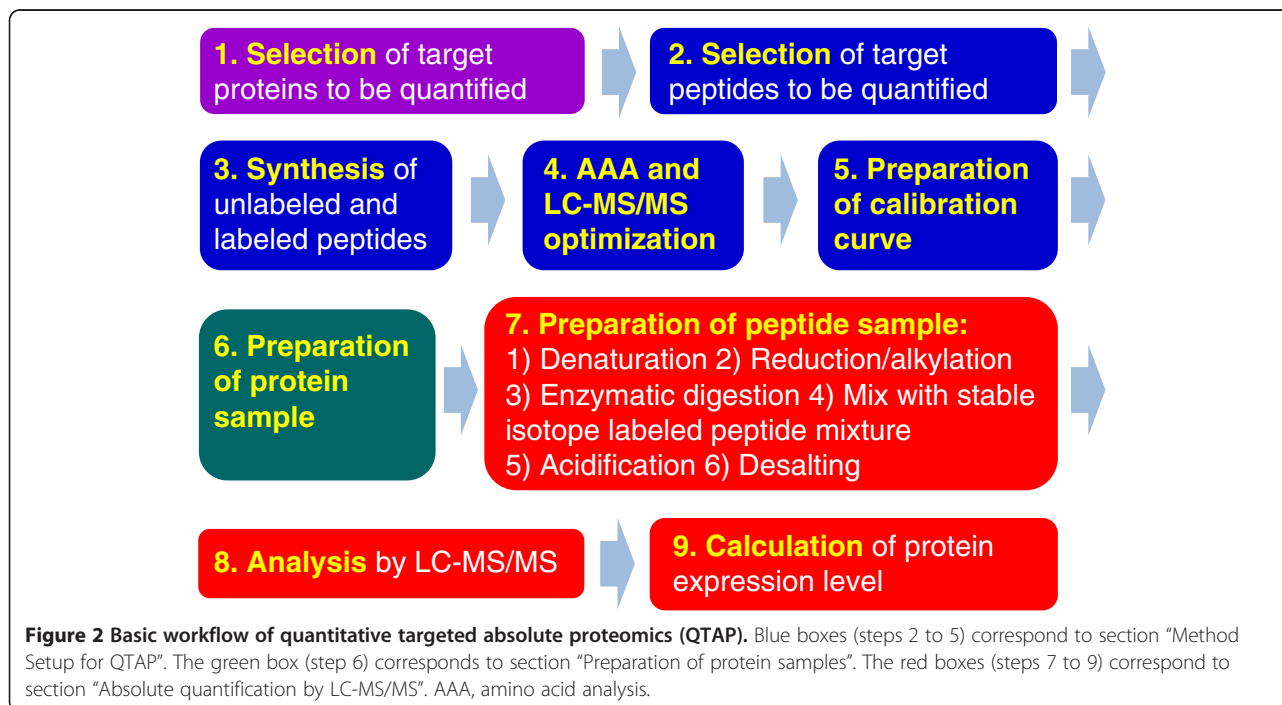 1. Selection of target
proteins to be quantified
2. Selection of target
peptides to be quantified
3. Synthesis of
unlabeled and
labeled peptides
4. AAA and
LC-MS/MS
optimization
5. Preparation
of calibration
curve
6. Preparation
of protein
sample
7. Preparation of peptide sample:
1) Denaturation 2) Reduction/alkylation
3) Enzymatic digestion 4) Mix with stable
isotope labeled peptide mixture
5) Acidification 6) Desalting
8. Analysis by LC-MS/MS
9. Calculation of protein
expression level
Figure 2 Basic workflow of quantitative targeted absolute proteomics (QTAP). Blue boxes (steps 2 to 5) correspond to section “Method
Setup for QTAP”. The green box (step 6) corresponds to section “Preparation of protein samples”. The red boxes (steps 7 to 9) correspond to
section “Absolute quantification by LC-MS/MS”. AAA, amino acid analysis.